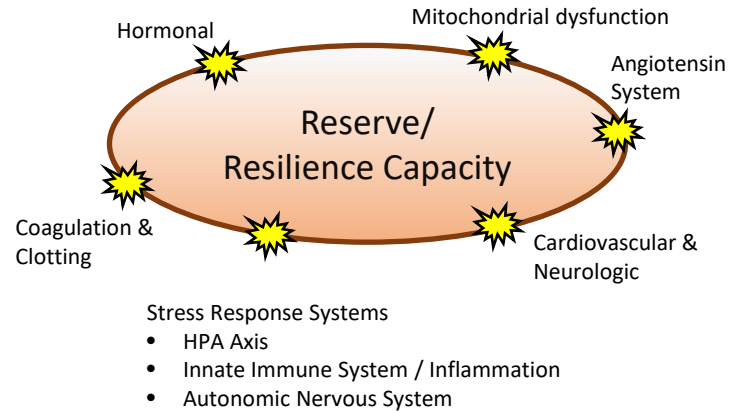 Hormonal
Mitochondrial dysfunction
Angiotensin
System
Reserve/
Resilience Capacity
Coagulation &
Clotting
Cardiovascular &
Neurologic
Stress Response Systems
• HPA Axis
• Innate Immune System / Inflammation
• Autonomic Nervous System